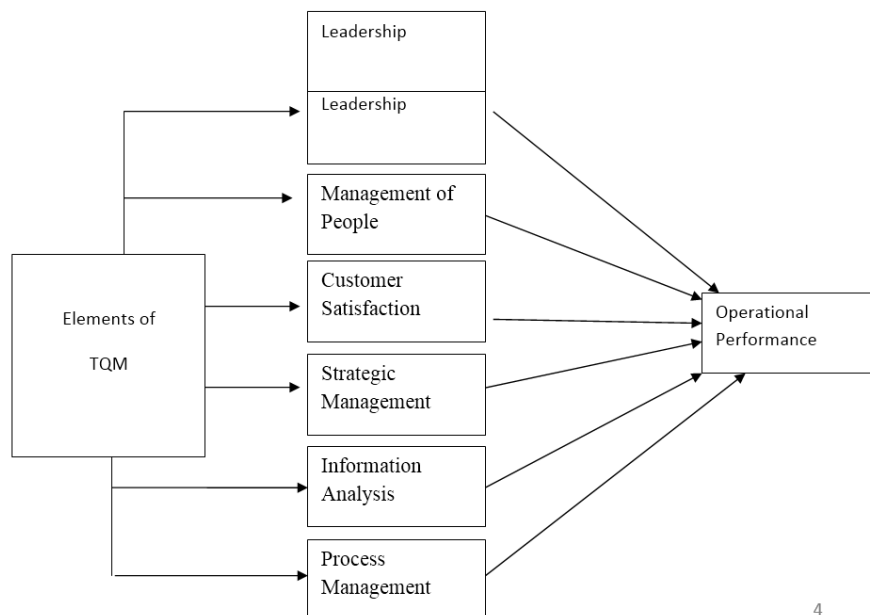 Leadership
Leadership
Management of
People
Customer
Satisfaction
Elements of
TQM
Operational
Performance
Strategic
Management
Information
Analysis
Process
Management
4